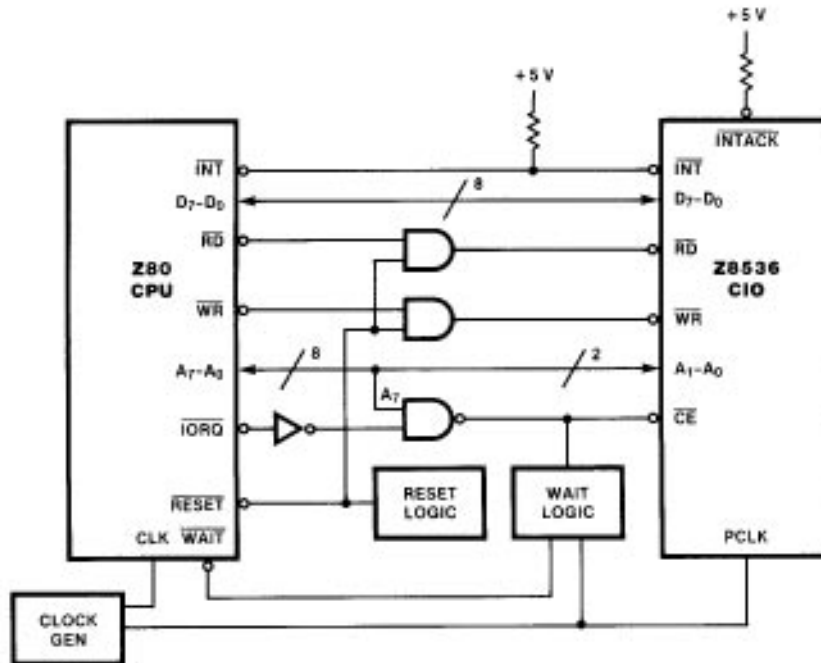 +5 V
+5 V
INTACK
INT
INT
8
D7-D0
D7-D0
RD
RD
Z80
CPU
Z8536
CIO
WR
WR
8
2
A7-A0
A1-A0
A7
IORQ
CE
RESET
RESET
LOGIC
WAIT
LOGIC
CLK
WAIT
PCLK
CLOCK
GEN